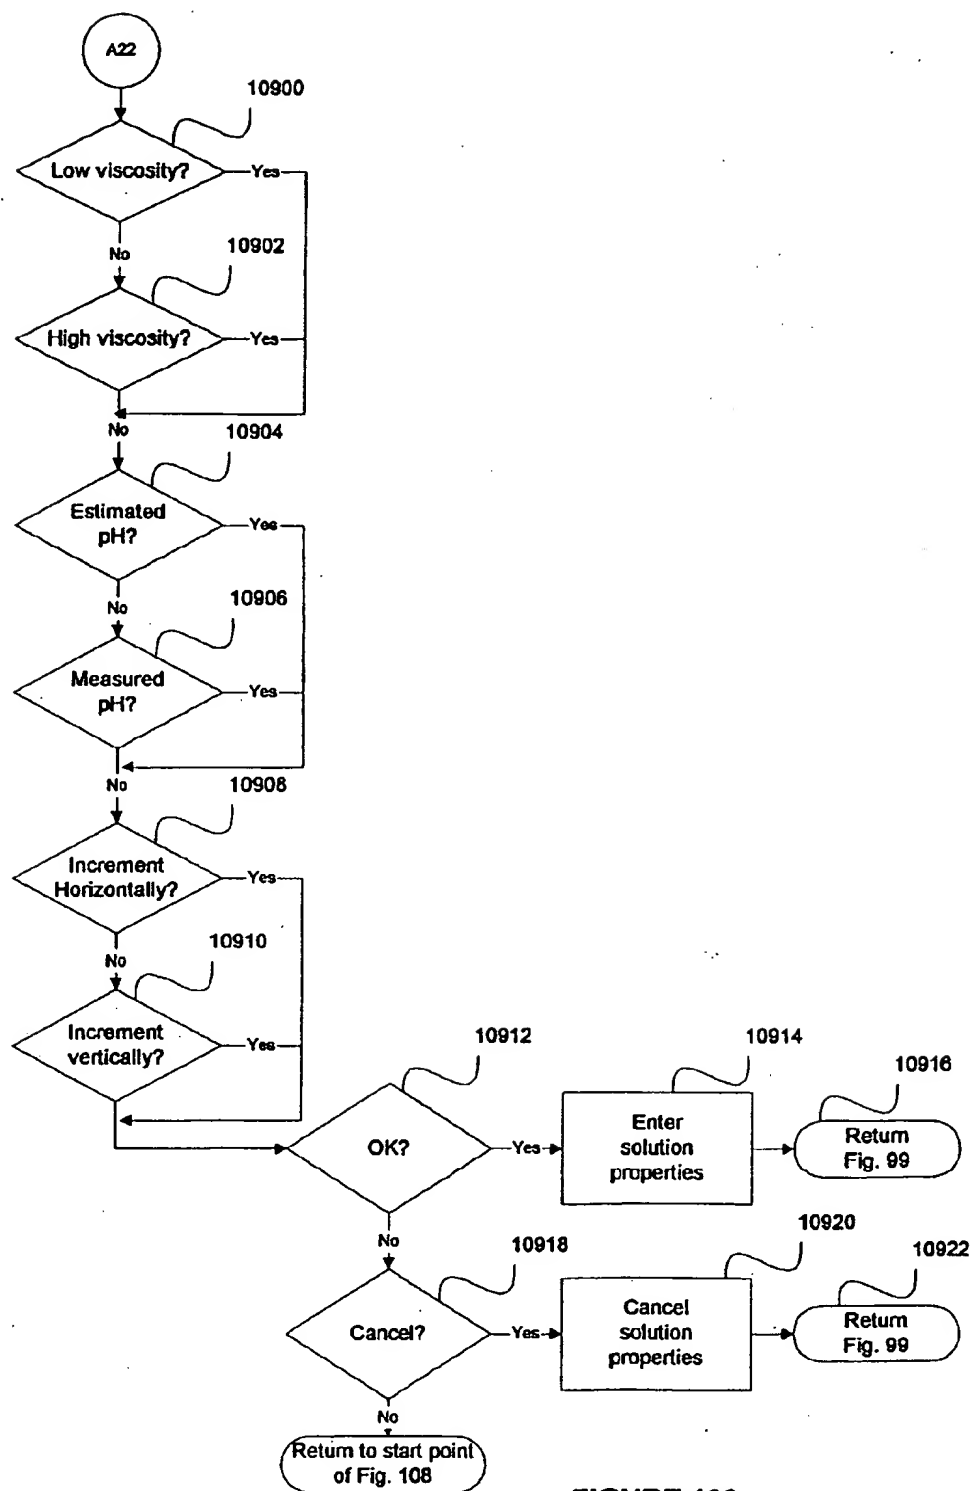 A22
10900
Low viscosity?
Yes
No
10902
High viscosity?
Yes
No
10904
Estimated
pH?
Yes
No
10906
Measured
pH?
Yes
No
10908
Increment
Horizontally?
Yes
No
10910
Increment
vertically?
Yes
10912
OK?
Yes
10914
Enter
solution
properties
10916
Return
Fig. 99
No
10918
Cancel?
Yes
10920
Cancel
solution
properties
10922
Return
Fig. 99
No
Return to start point
of Fig. 108